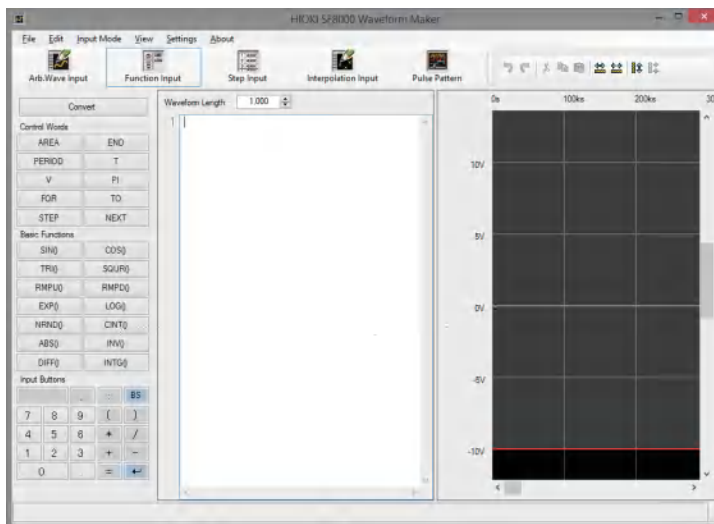 HIOKI SF8000 Waveform Maker
File Edit Input Mode View Settings About
Arb.Wave Input Function Input Step Input Interpolation Input Pulse Pattern
Convert
Waveform Length 1.000
0s 100ks 200ks 30
Control Words
1
AREA END
PERIOD T
10V
V PI
FOR TO
STEP NEXT
5V
Basic Functions
SIN() COS()
TRI() SQUR()
RMPU() RMPD()
0V
EXP() LOG()
NRND() CINT()
ABS() INV()
DIFF() INTG()
-5V
Input Buttons
. : BS
7 8 9 ( )
4 5 6 * /
1 2 3 + -
-10V
0 = ↵